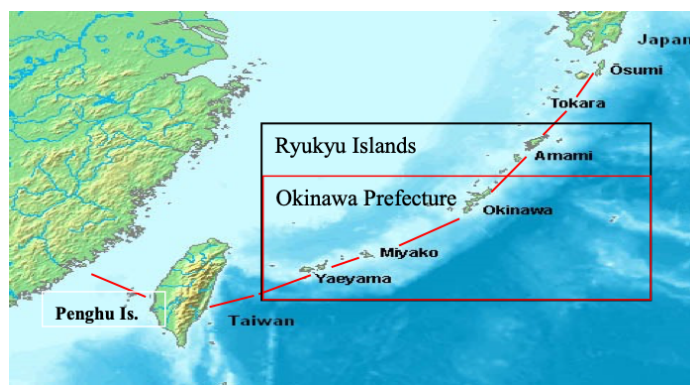 Japan
Ōsumi
Tokara
Ryukyu Islands
Amami
Okinawa Prefecture
Okinawa
Miyako
Yaeyama
Penghu Is.
Taiwan